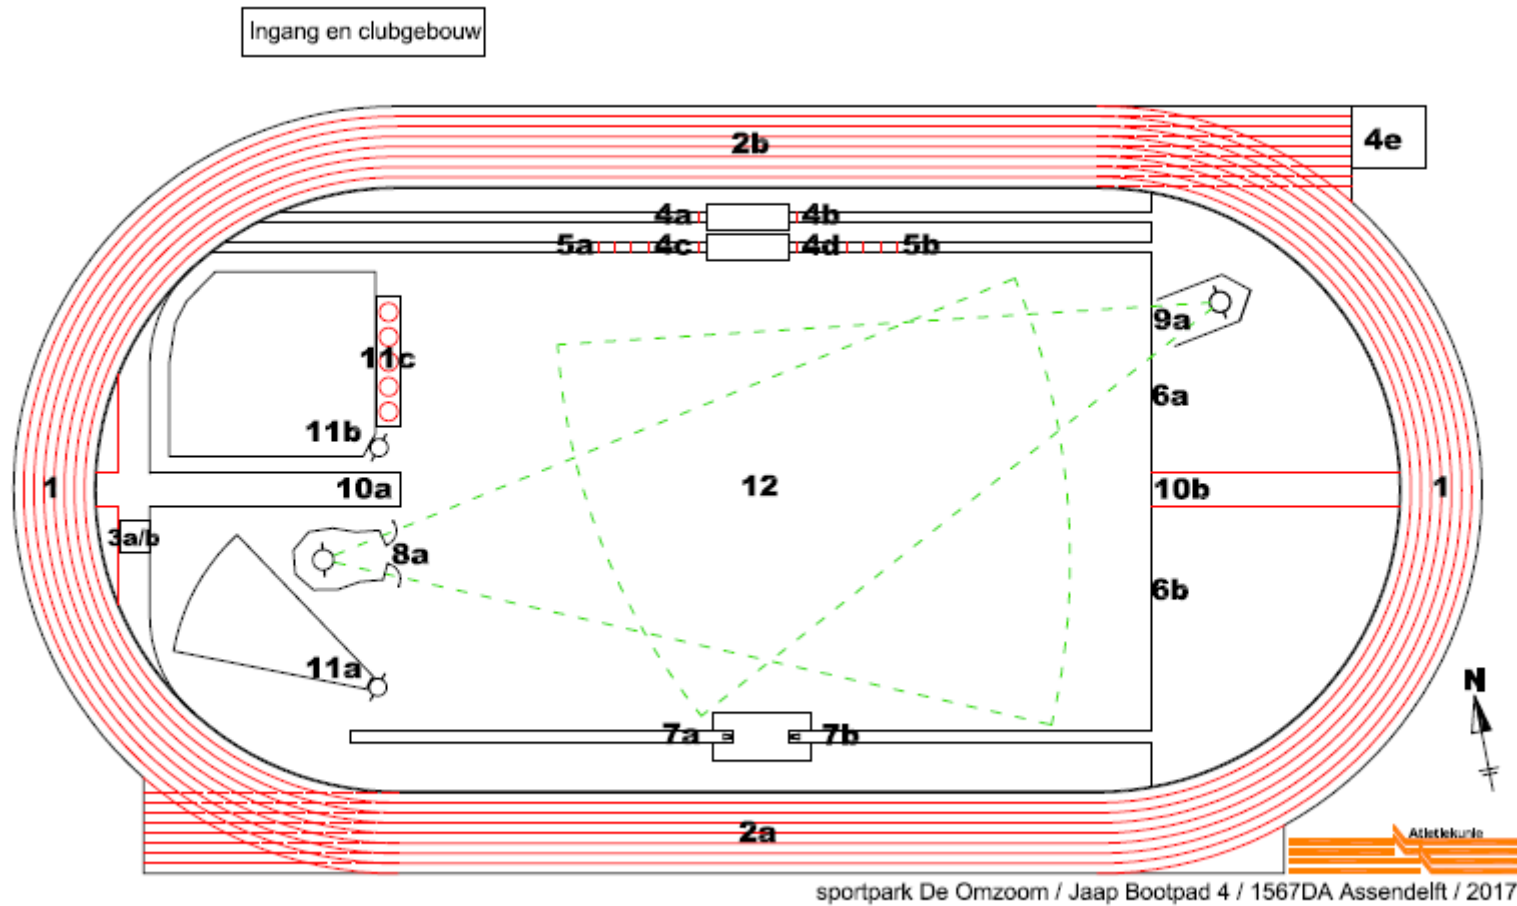 Ingang en clubgebouw
2b
4e
4a
4b
5a
4c
4d
5b
9a
11c
6a
11b
1
10a
12
10b
1
3a/b
8a
6b
11a
N
7a
7b
2a
Atletiekunie
sportpark De Omzoom / Jaap Bootpad 4 / 1567DA Assendelft / 2017